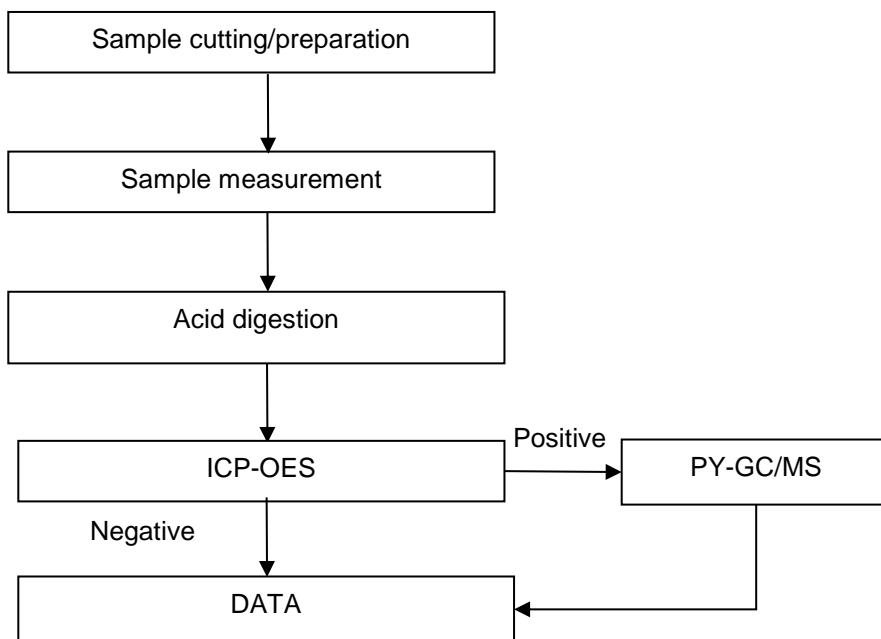 Sample cutting/preparation
Sample measurement
Acid digestion
Positive
ICP-OES
PY-GC/MS
Negative
DATA